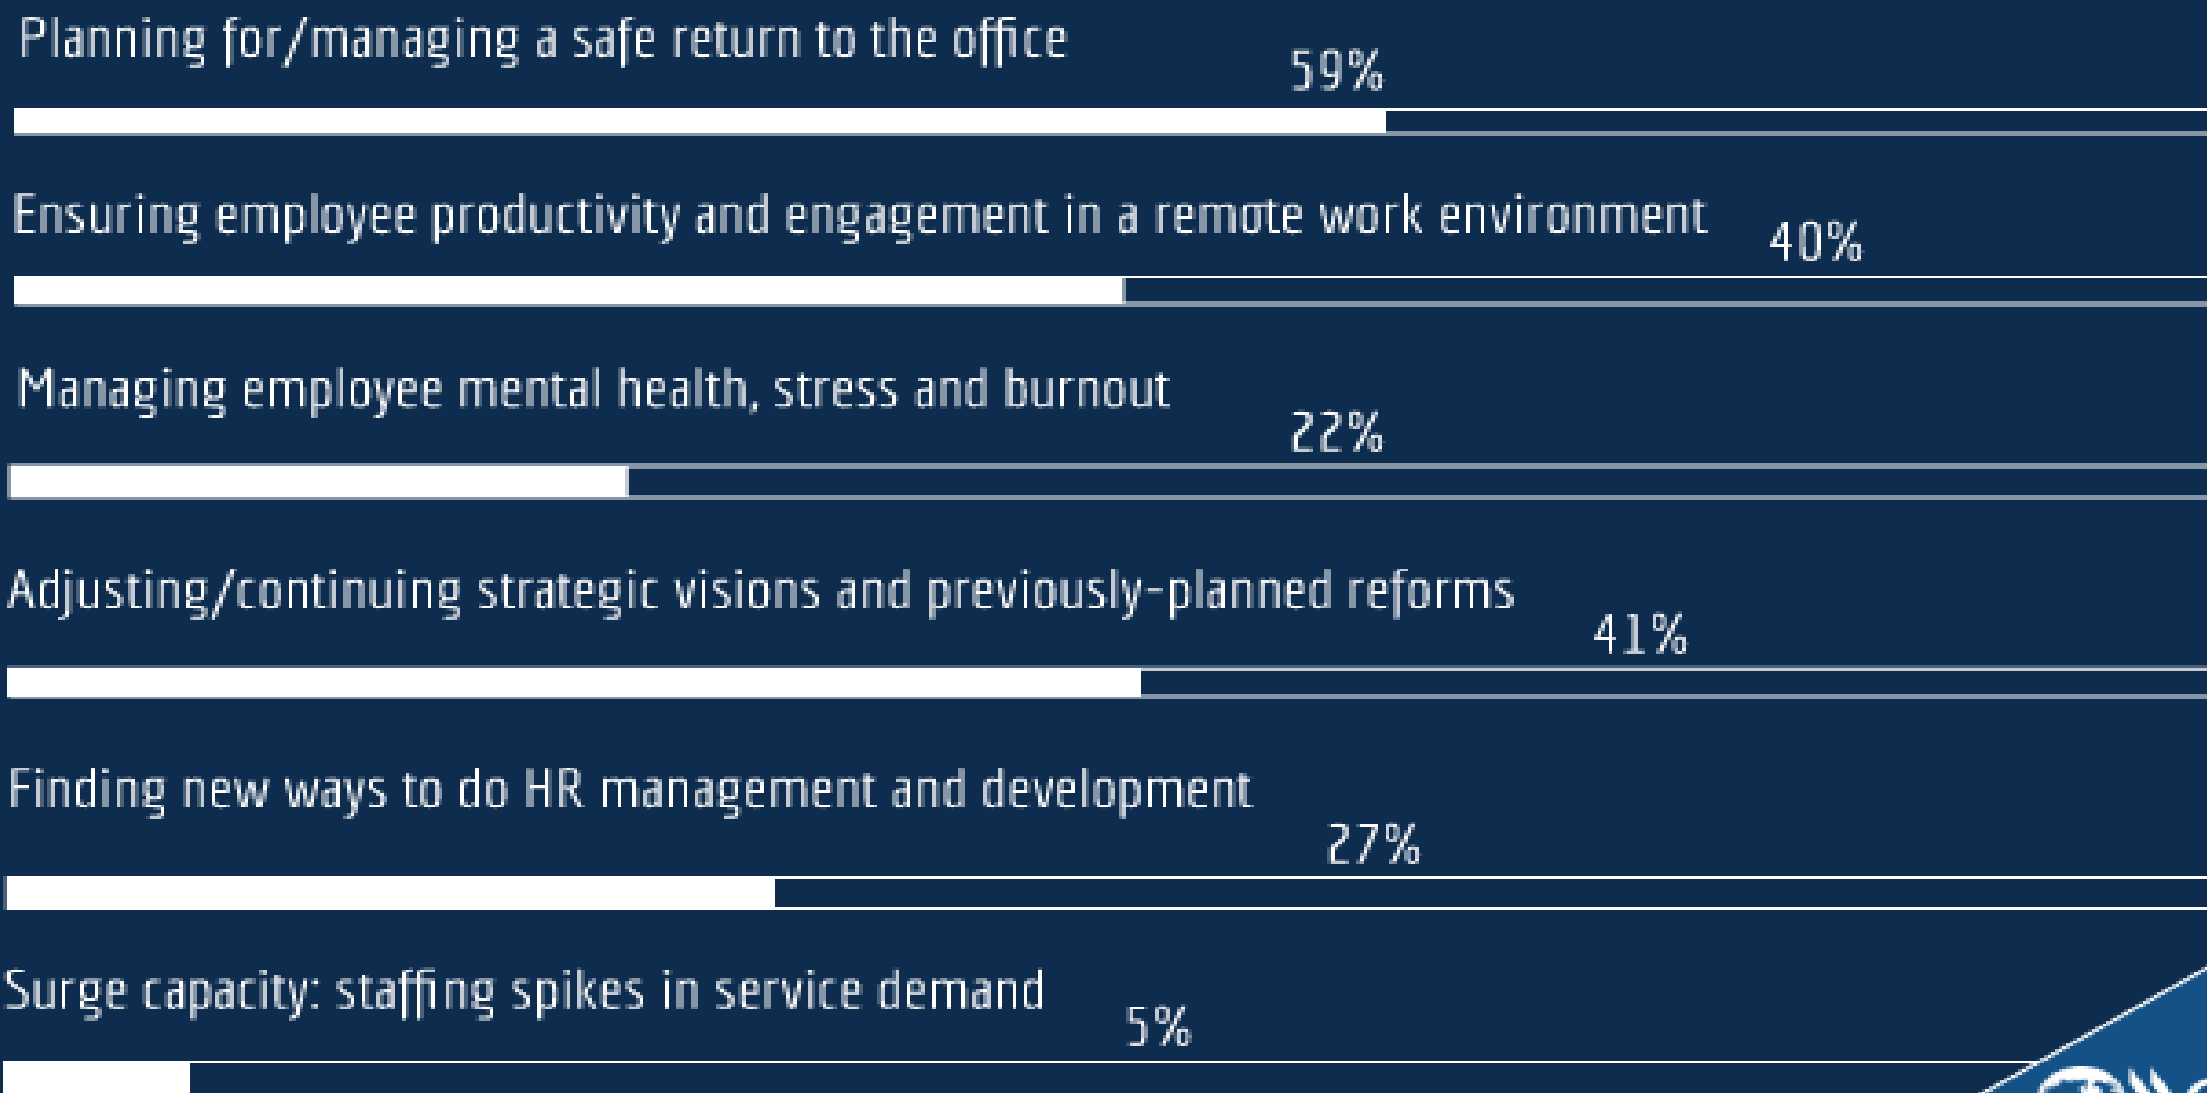 Planning for/managing a safe return to the office
59%
Ensuring employee productivity and engagement in a remote work environment
40%
Managing employee mental health, stress and burnout
22%
Adjusting/continuing strategic visions and previously-planned reforms
41%
Finding new ways to do HR management and development
27%
Surge capacity: staffing spikes in service demand
5%